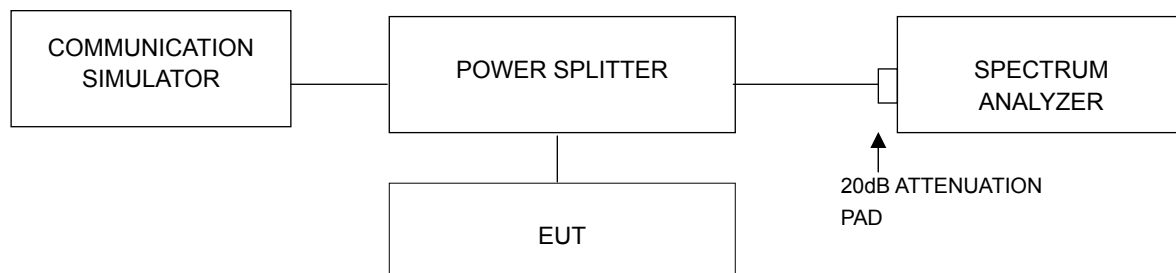 COMMUNICATION
SIMULATOR
POWER SPLITTER
SPECTRUM
ANALYZER
20dB ATTENUATION
PAD
EUT